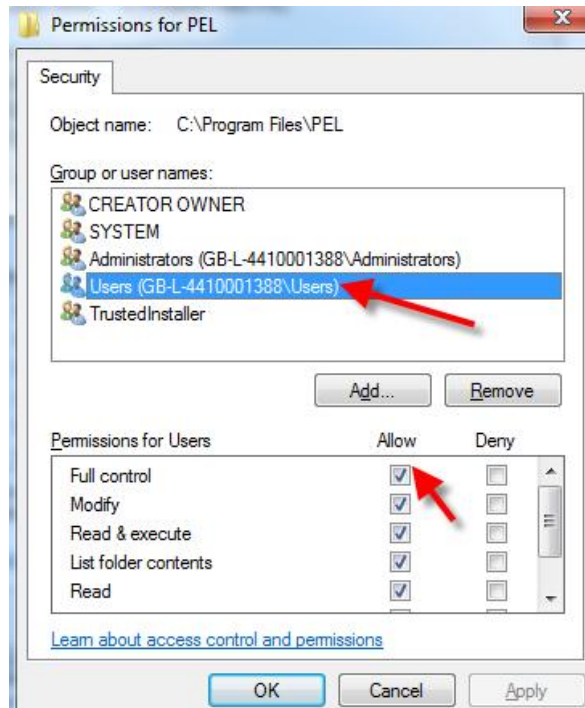 Permissions for PEL
Security
Object name: C:\Program Files\PEL
Group or user names:
CREATOR OWNER
SYSTEM
Administrators (GB-L-4410001388\Administrators)
Users (GB-L-4410001388\Users)
TrustedInstaller
Add... Remove
Permissions for Users Allow Deny
Full control
Modify
Read & execute
List folder contents
Read
Learn about access control and permissions
OK Cancel Apply